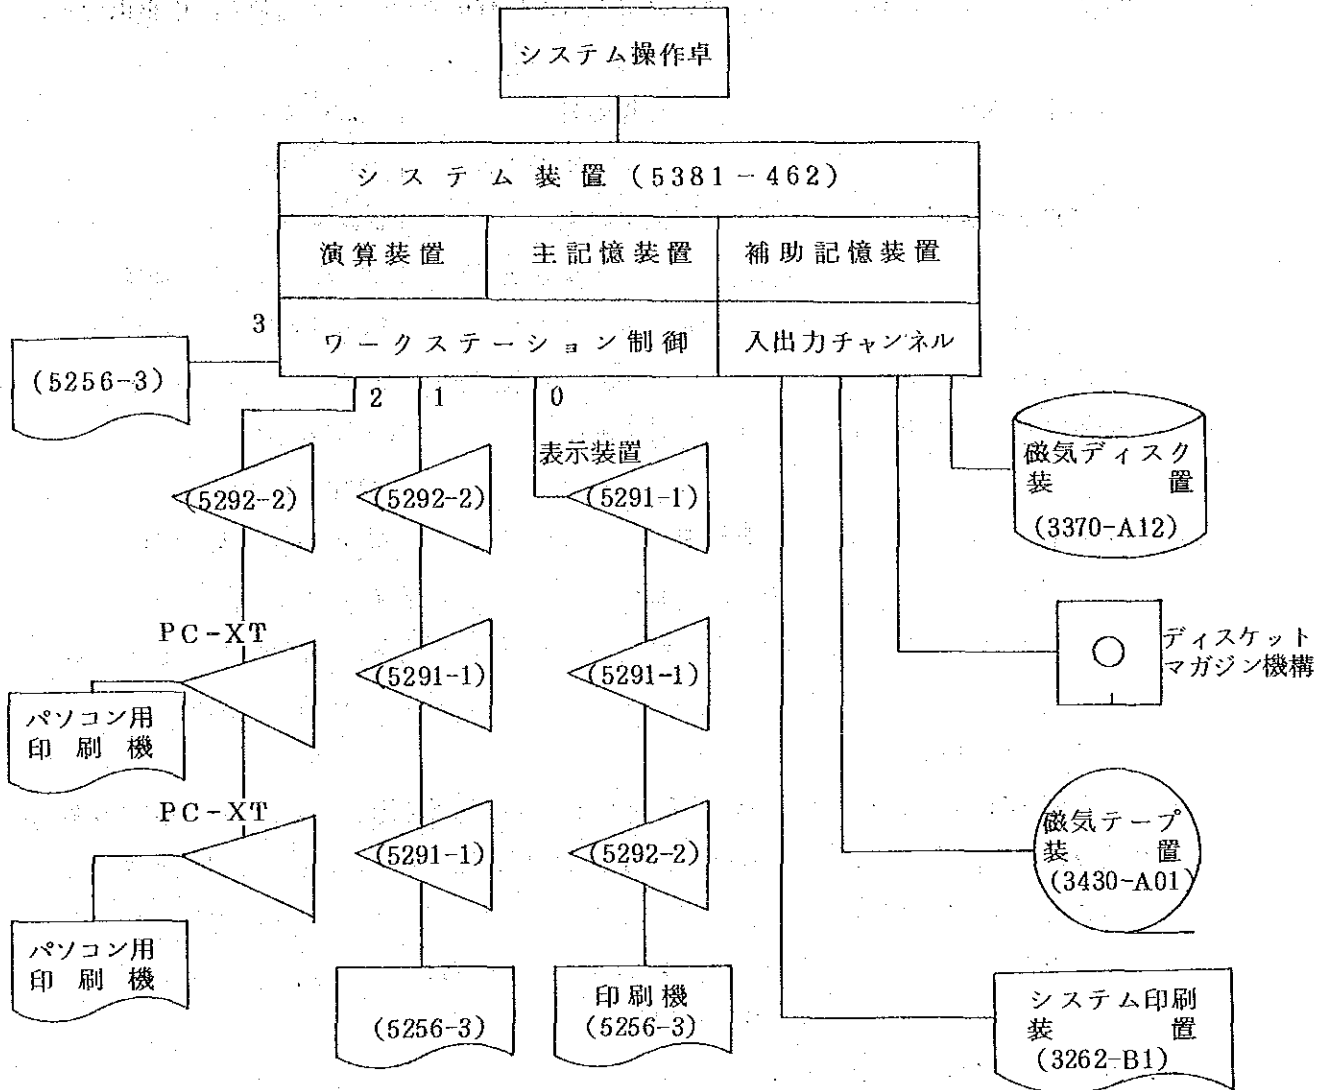 システム操作卓
システム装置(5381-462)
演算装置
主記憶装置
補助記憶装置
ワークステーション制御
入出力チャンネル
3
(5256-3)
2
1
0
表示装置
(5292-2)
(5292-2)
(5291-1)
磁気ディスク
装置
(3370-A12)
PC-XT
(5291-1)
(5291-1)
ディスケット
マガジン機構
パソコン用
印刷機
PC-XT
(5291-1)
(5292-2)
磁気テープ
装置
(3430-A01)
パソコン用
印刷機
(5256-3)
印刷機
(5256-3)
システム印刷
装置
(3262-B1)